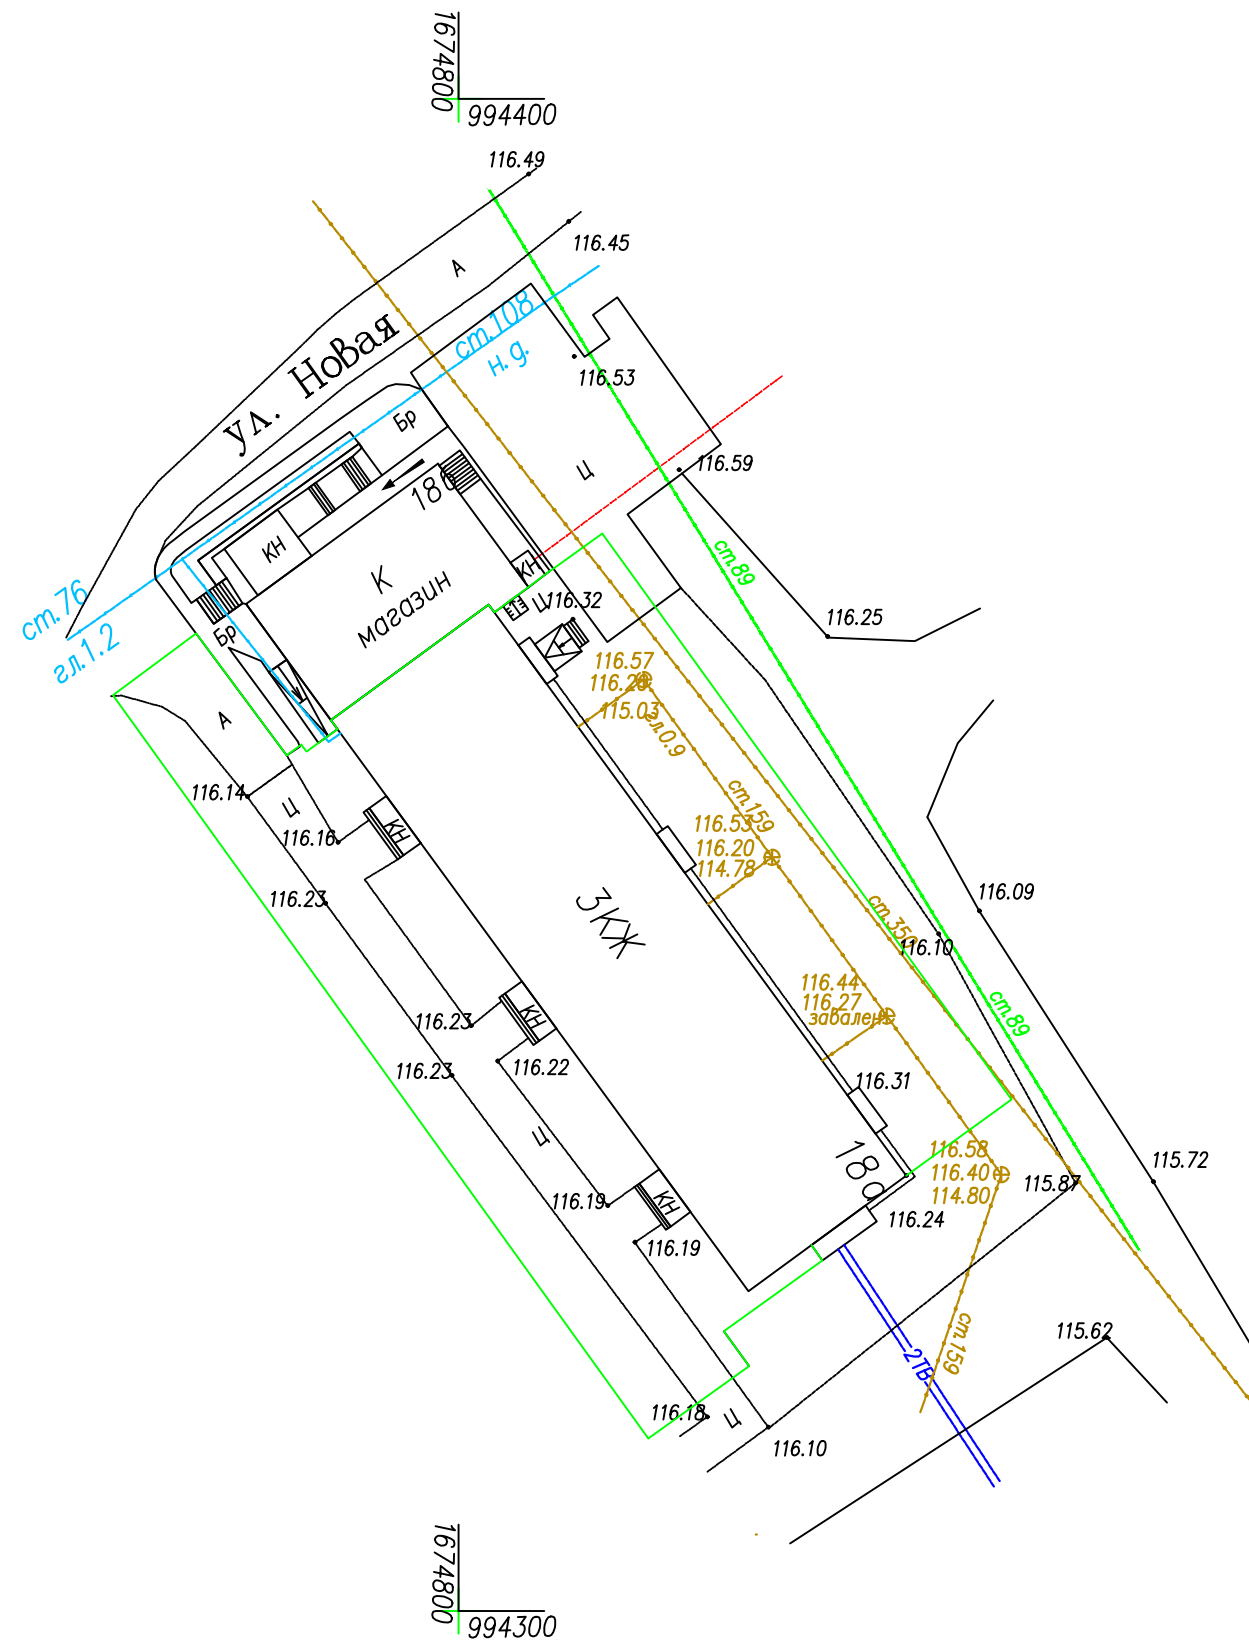 1674800
994400
116.49
116.45
А
ст.108
н.д.
ул. Новая
116.53
Бр
116.59
Ц
18б
КН
ст.89
К
магазин
КН
Ц
116.32
ст.76
гл.1.2
Бр
116.25
116.57
116.26
115.03
гл.0.9
А
116.14
Ц
116.16
КН
ст.159
116.53
116.20
114.78
116.23
3КЖ
ст.350
116.09
116.10
116.44
116.27
завален
ст.89
116.23
КН
116.22
116.23
116.31
Ц
18а
116.58
116.40
114.80
115.87
115.72
116.19
КН
116.19
116.24
ст.159
115.62
2ТВ
116.18
Ц
116.10
1674800
994300